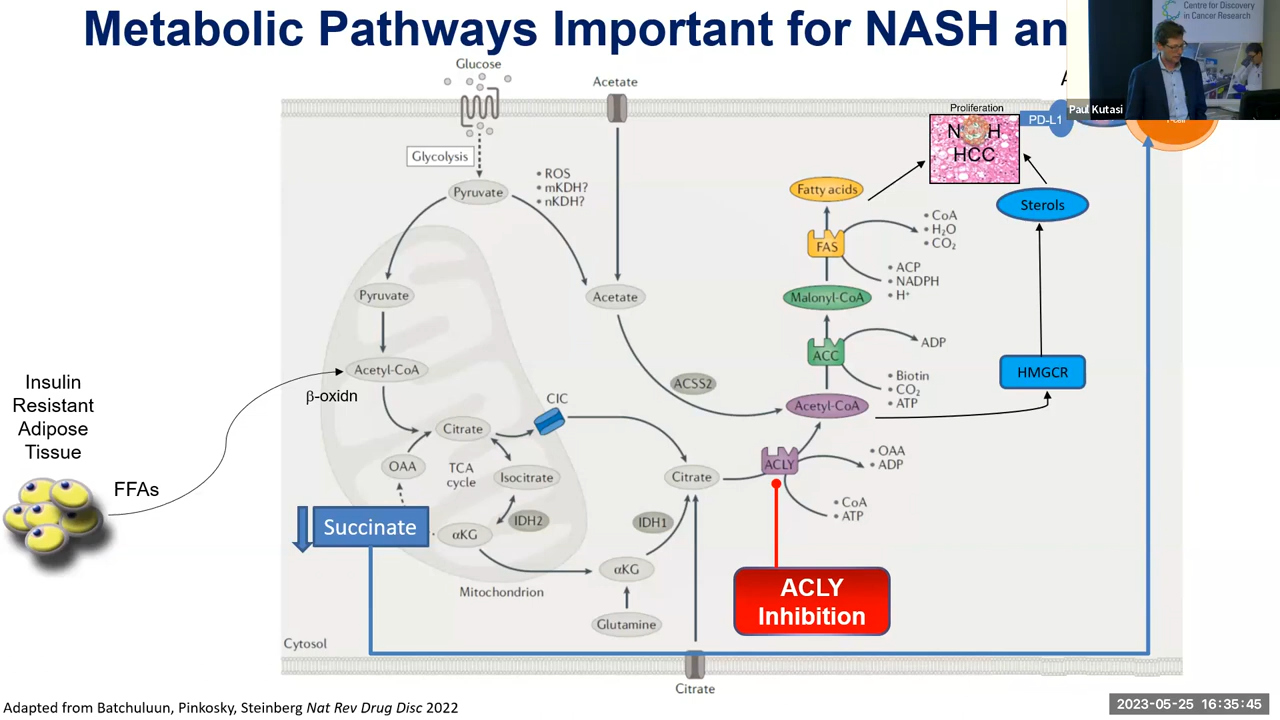 Metabolic Pathways Important for NASH an
Centre for Discovery
in Cancer Research
Paul Kutasi
Glucose
Acetate
Glycolysis
Pyruvate
• ROS
• mKDH?
• nKDH?
Proliferation
N H
HCC
PD-L1
Fatty acids
Sterols
FAS
• CoA
• H₂O
• CO₂
• ACP
• NADPH
• H⁺
Pyruvate
Acetate
Malonyl-CoA
ACC
ADP
HMGCR
Acetyl-CoA
β-oxidn
ACSS2
• Biotin
• CO₂
• ATP
Acetyl-CoA
Insulin
Resistant
Adipose
Tissue
FFAs
CIC
Citrate
OAA
TCA
cycle
Isocitrate
Citrate
ACLY
• OAA
• ADP
• CoA
• ATP
Succinate
αKG
IDH2
IDH1
αKG
Mitochondrion
Glutamine
ACLY
Inhibition
Cytosol
Citrate
Adapted from Batchuluun, Pinkosky, Steinberg Nat Rev Drug Disc 2022
2023-05-25 16:35:45